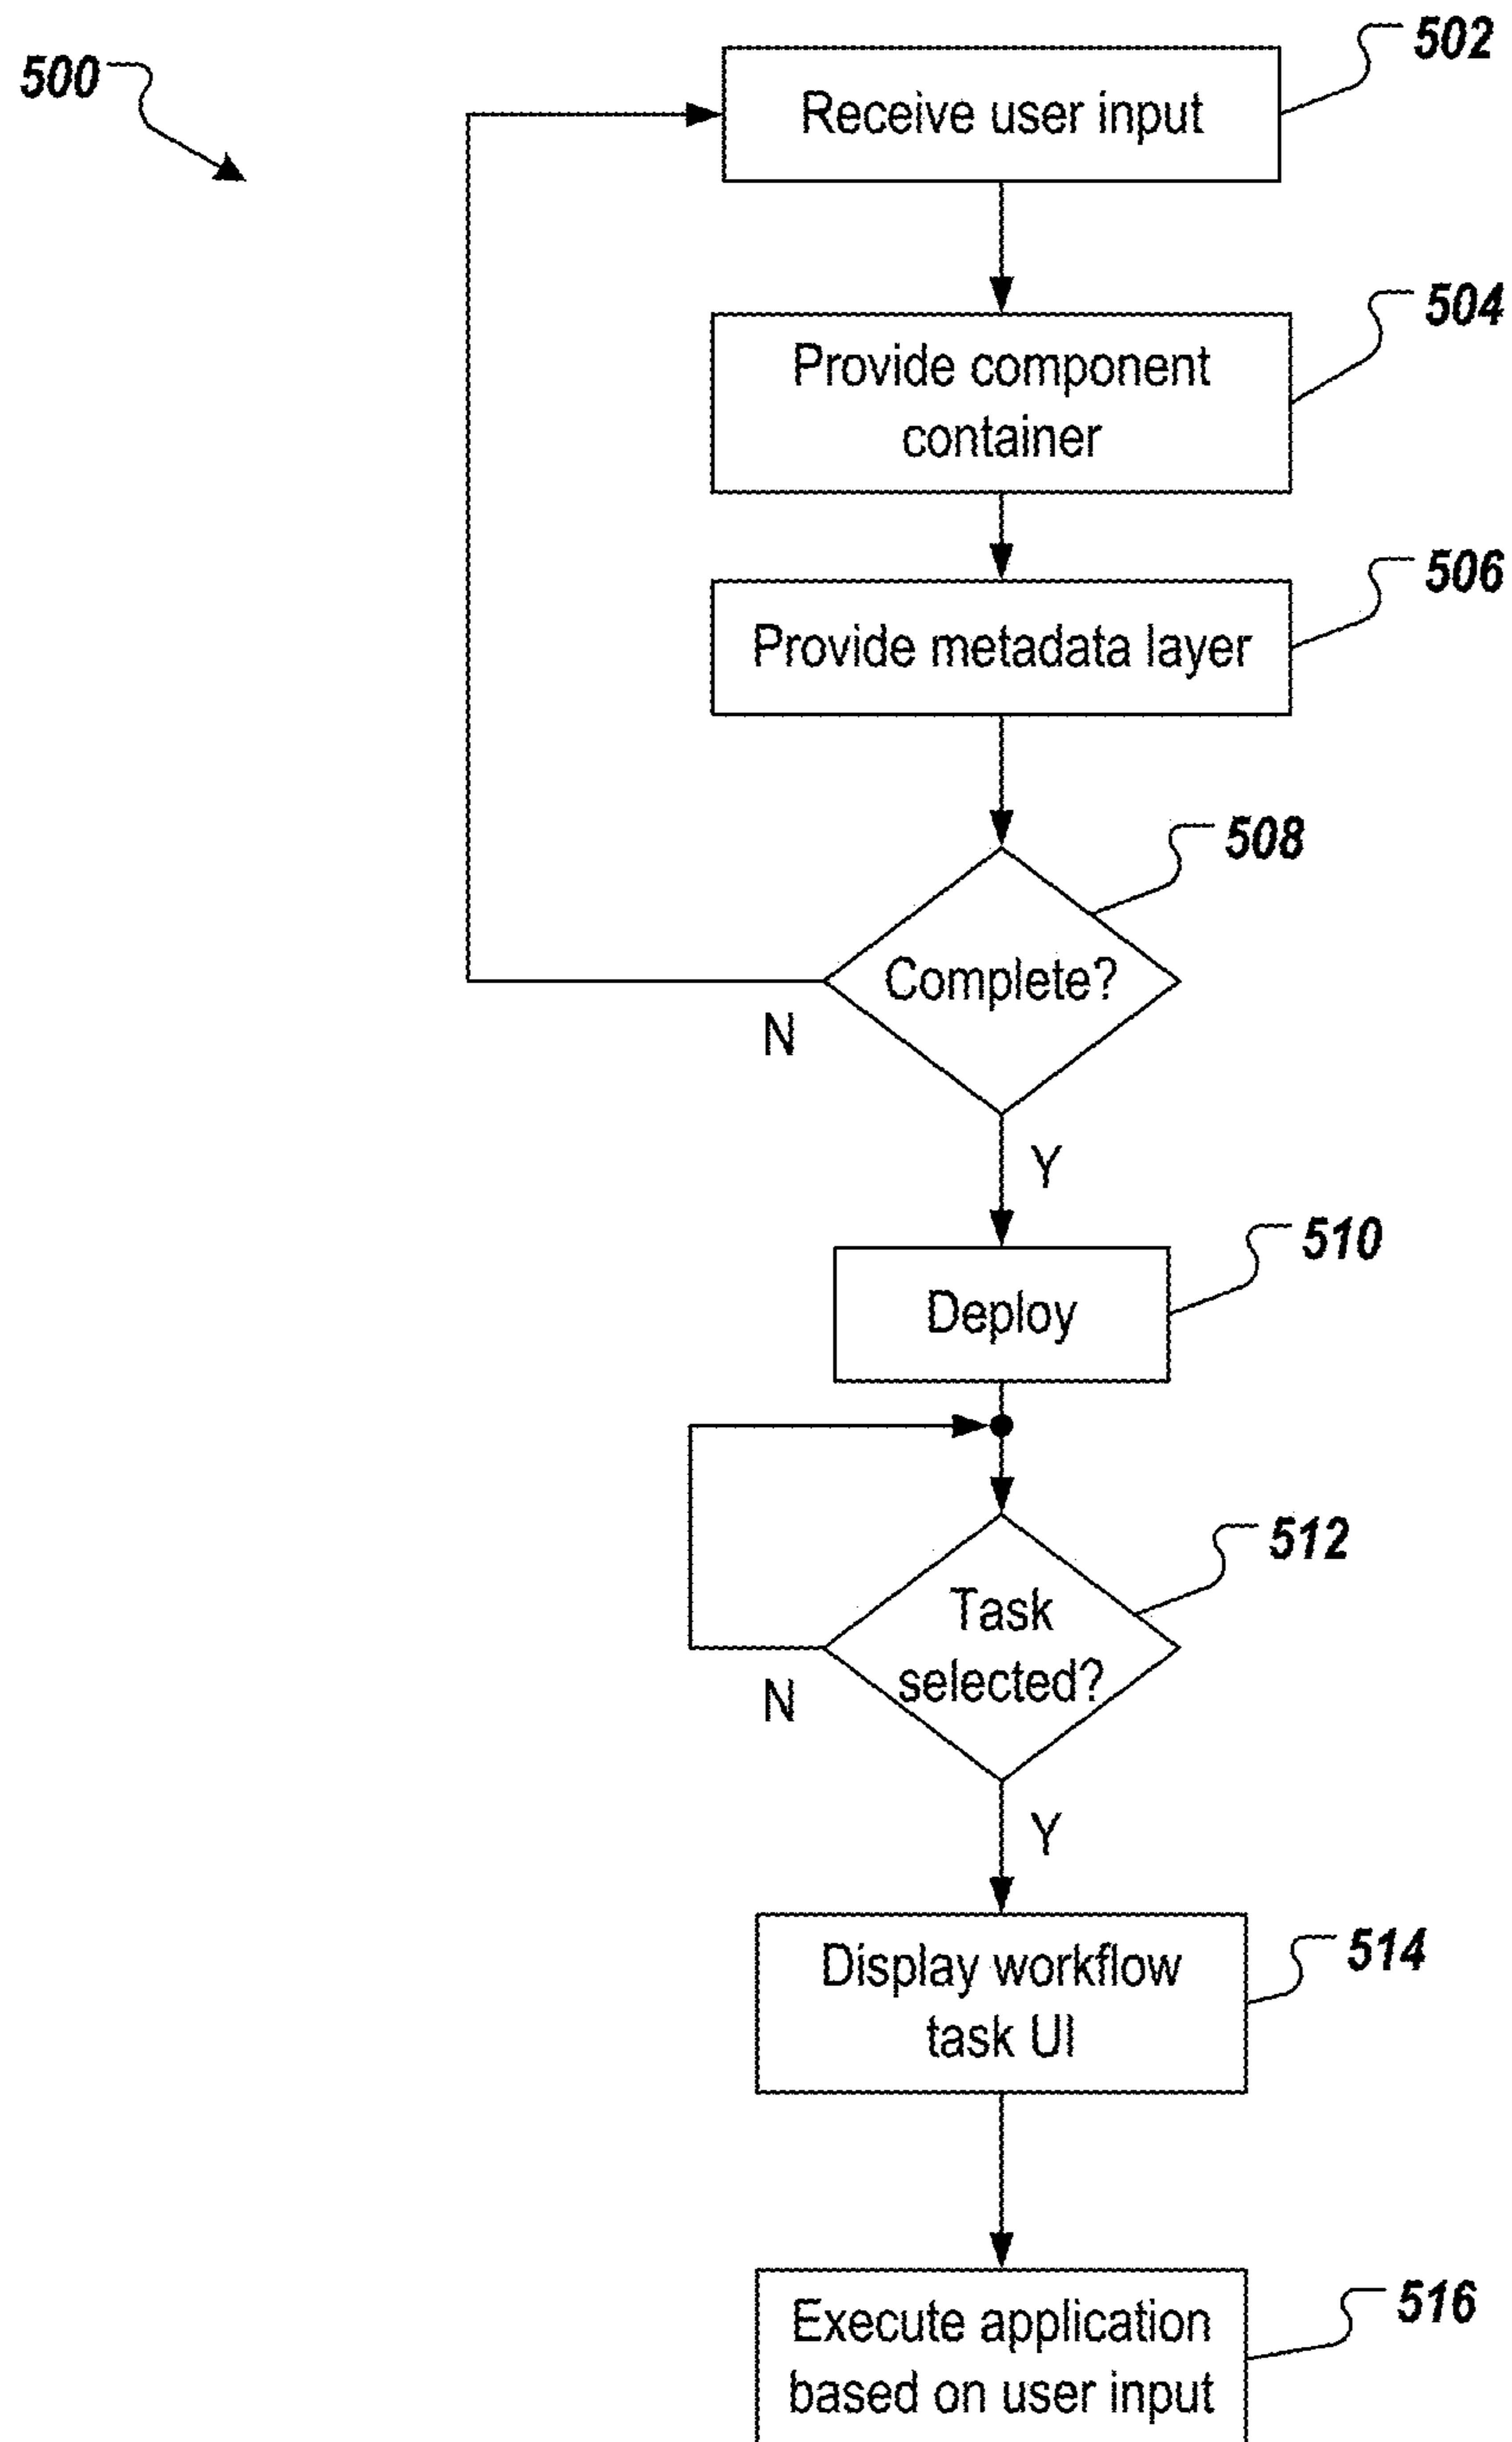 500
502
Receive user input
504
Provide component
container
506
Provide metadata layer
508
Complete?
N
Y
510
Deploy
512
Task
selected?
N
Y
514
Display workflow
task UI
516
Execute application
based on user input